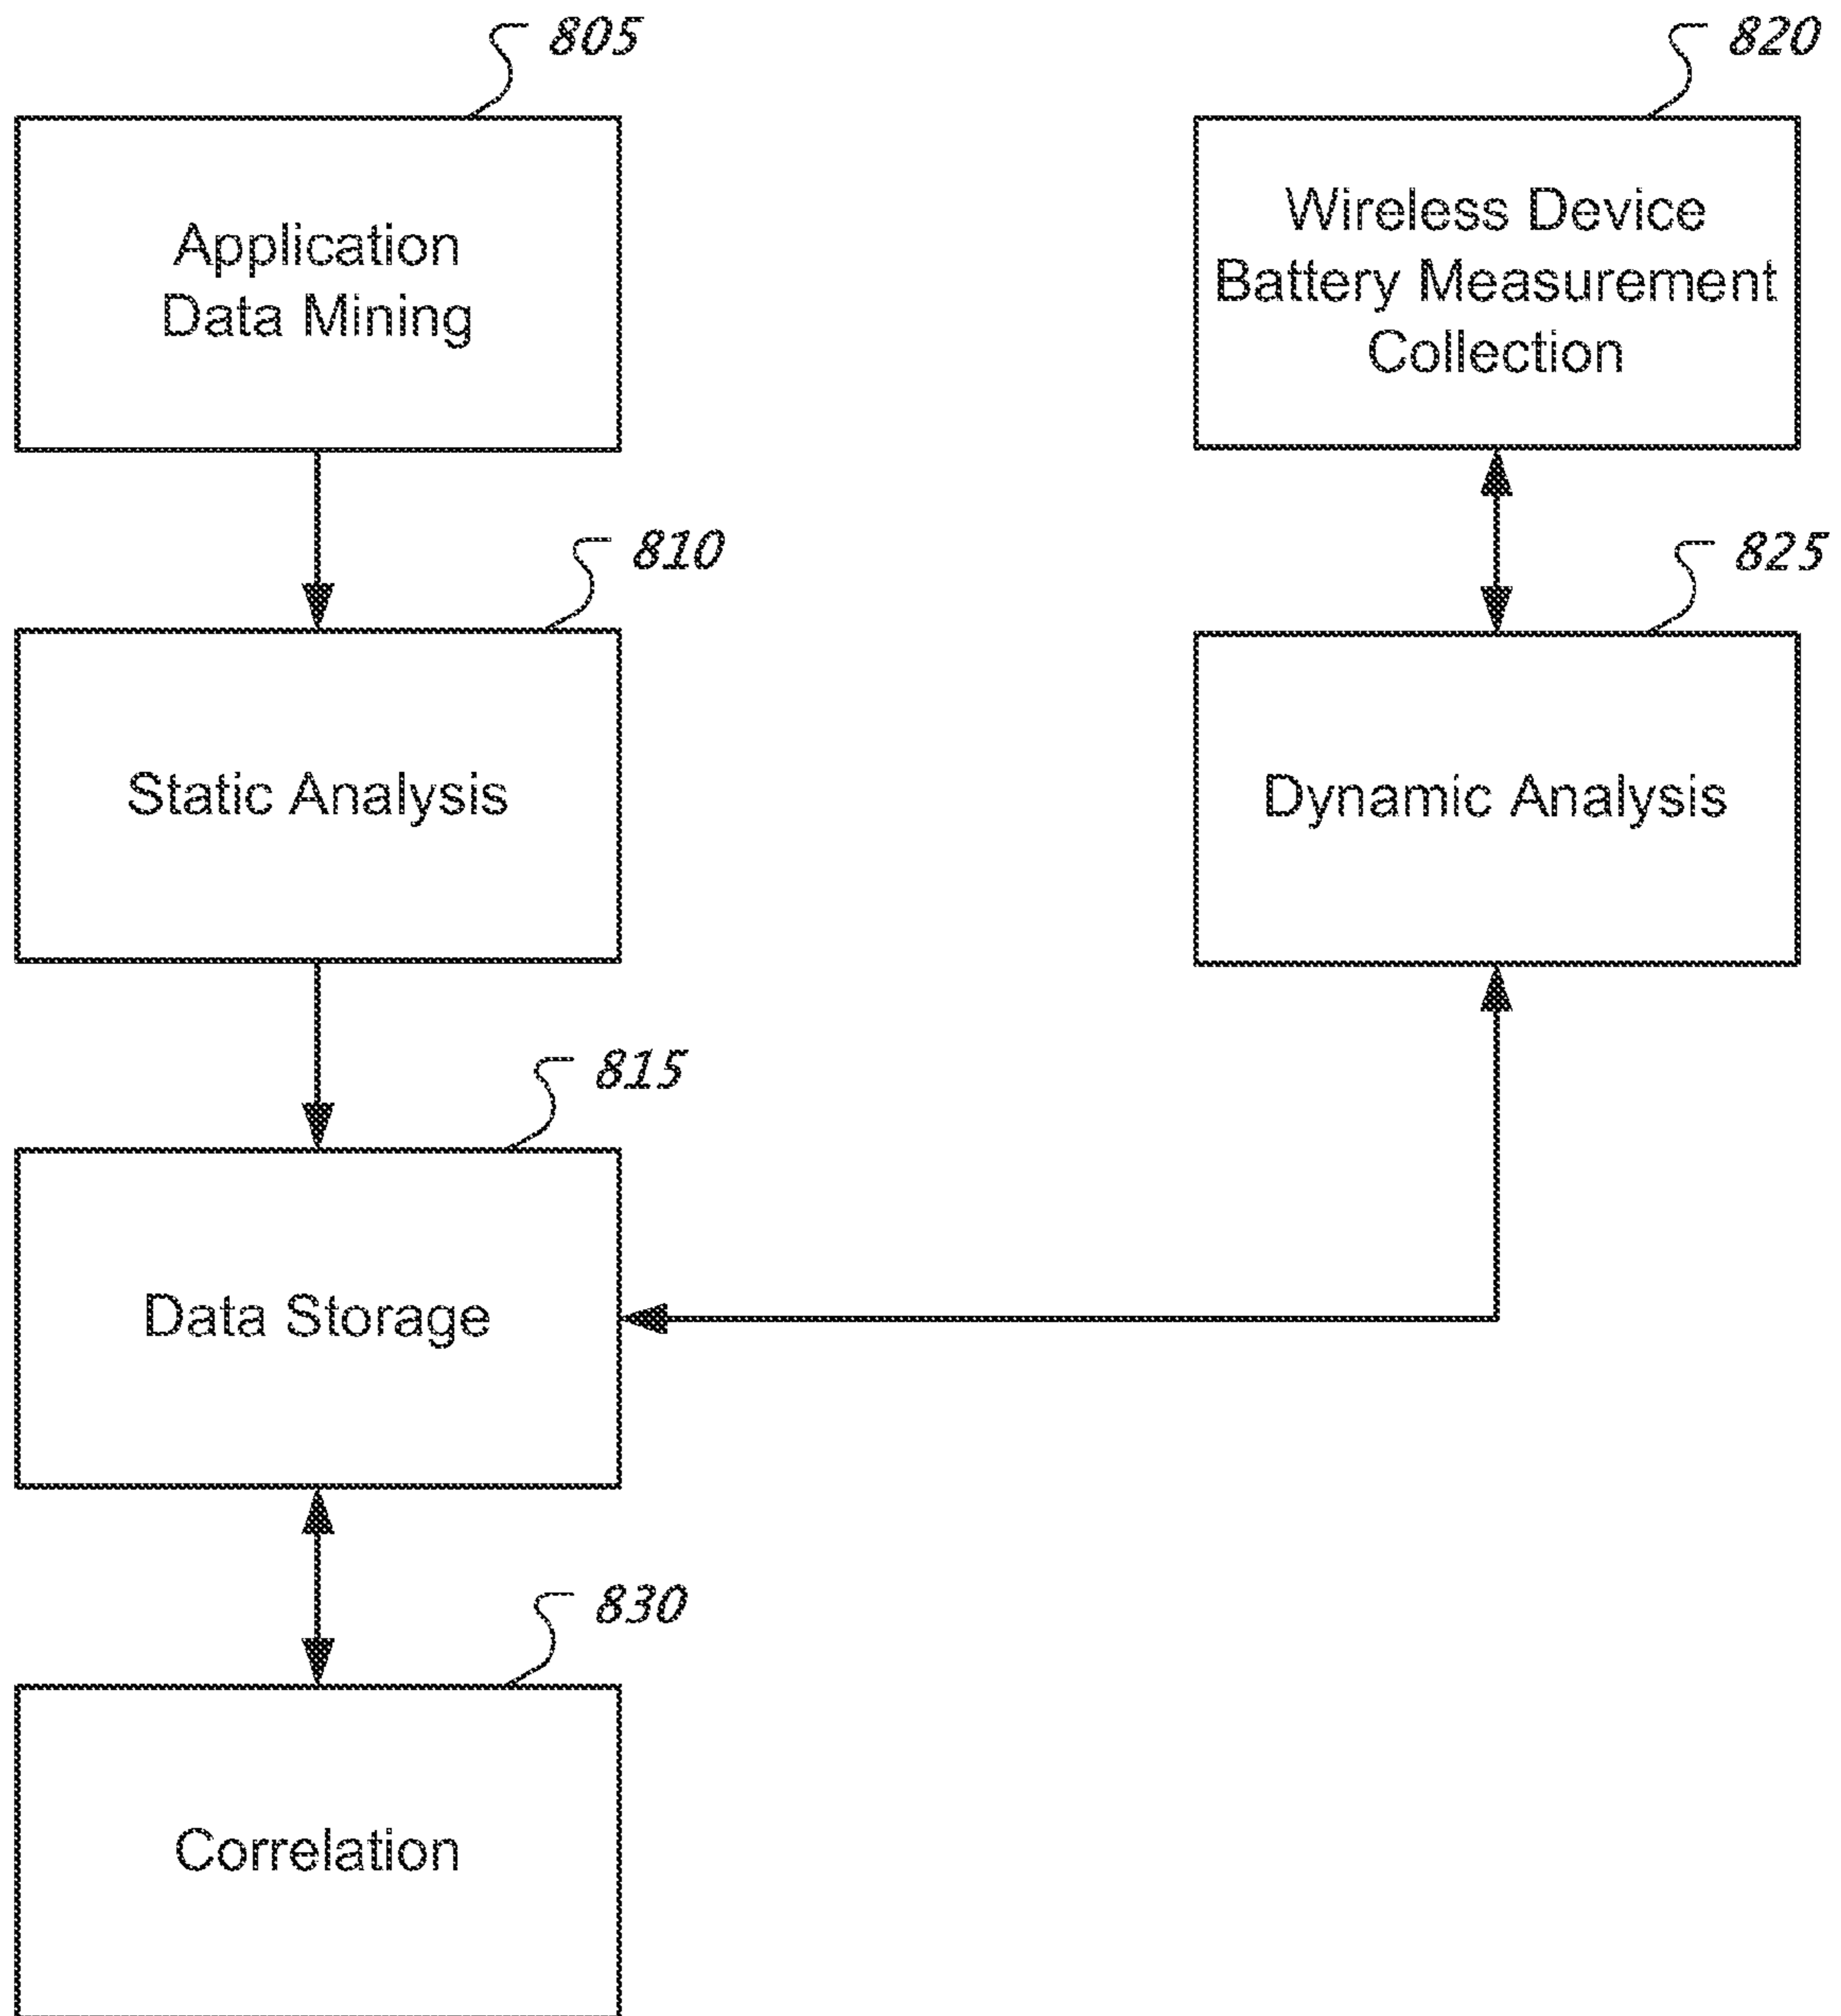 805
Application
Data Mining
810
Static Analysis
815
Data Storage
830
Correlation
820
Wireless Device
Battery Measurement
Collection
825
Dynamic Analysis